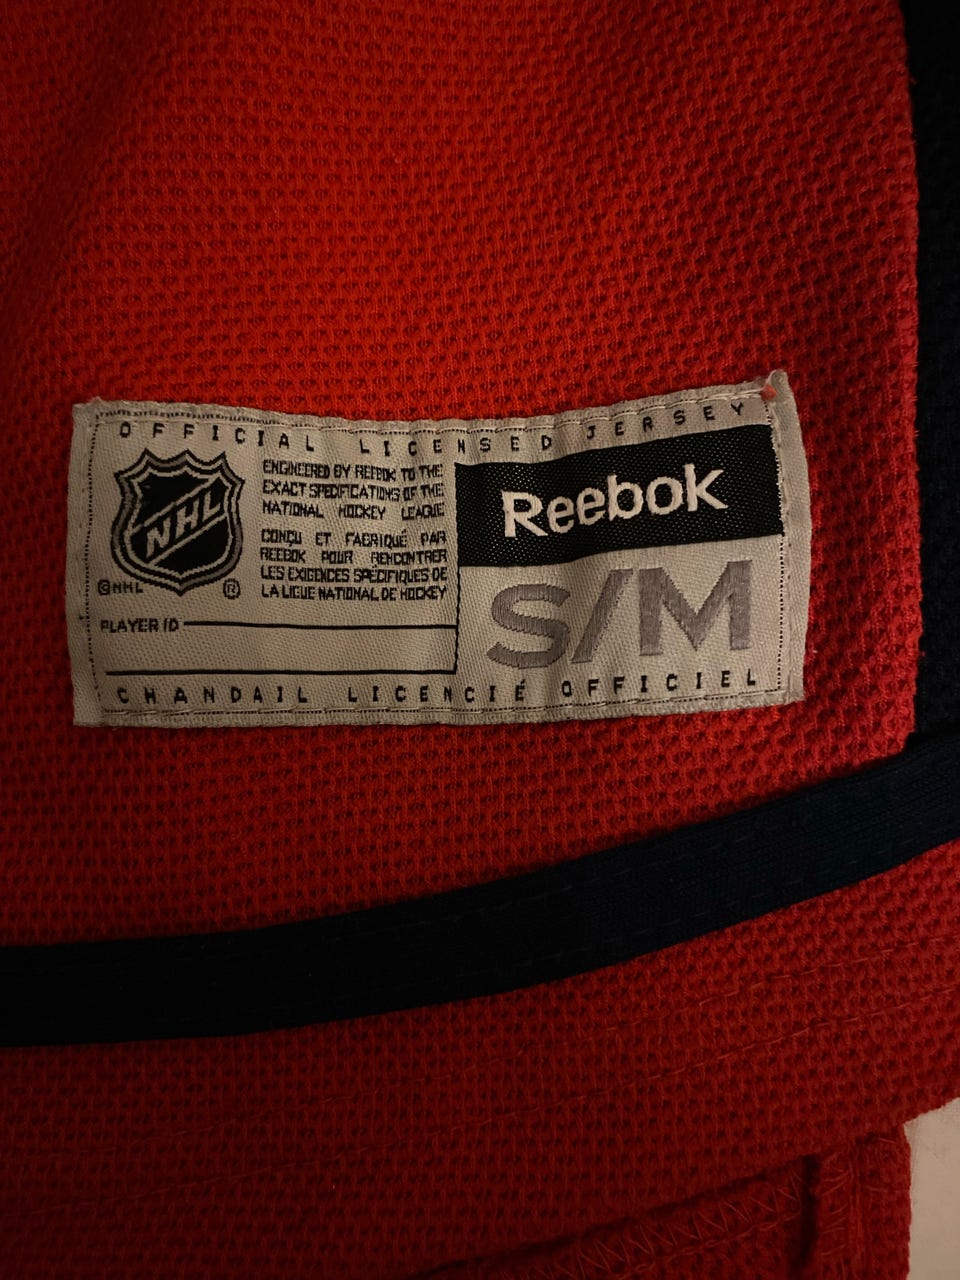 OFFICIAL LICENSED JERSEY
NHL
©NHL ®
ENGINEERED BY REEBOK TO THE
EXACT SPECIFICATIONS OF THE
NATIONAL HOCKEY LEAGUE
CONÇU ET FABRIQUÉ PAR
REEBOK POUR RENCONTRER
LES EXIGENCES SPÉCIFIQUES DE
LA LIGUE NATIONAL DE HOCKEY
PLAYER ID
Reebok
S/M
CHANDAIL LICENCIÉ OFFICIEL